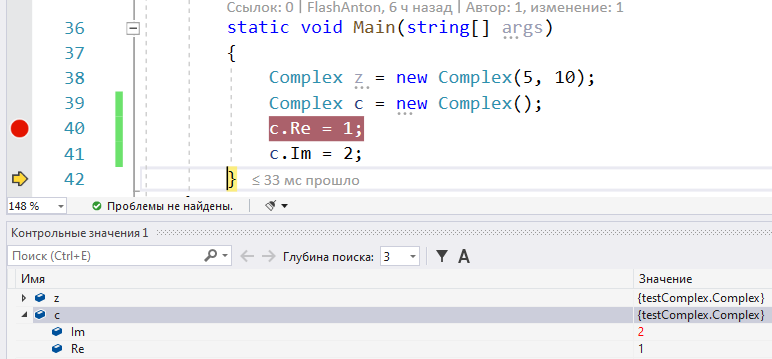 Ссылок: 0 | FlashAnton, 6 ч назад | Автор: 1, изменение: 1
36 static void Main(string[] args)
37 {
38 Complex z = new Complex(5, 10);
39 Complex c = new Complex();
40 c.Re = 1;
41 c.Im = 2;
42 } ≤ 33 мс прошло
148 % Проблемы не найдены.
Контрольные значения 1
Поиск (Ctrl+E) Глубина поиска: 3 A
Имя Значение
z {testComplex.Complex}
c {testComplex.Complex}
Im 2
Re 1